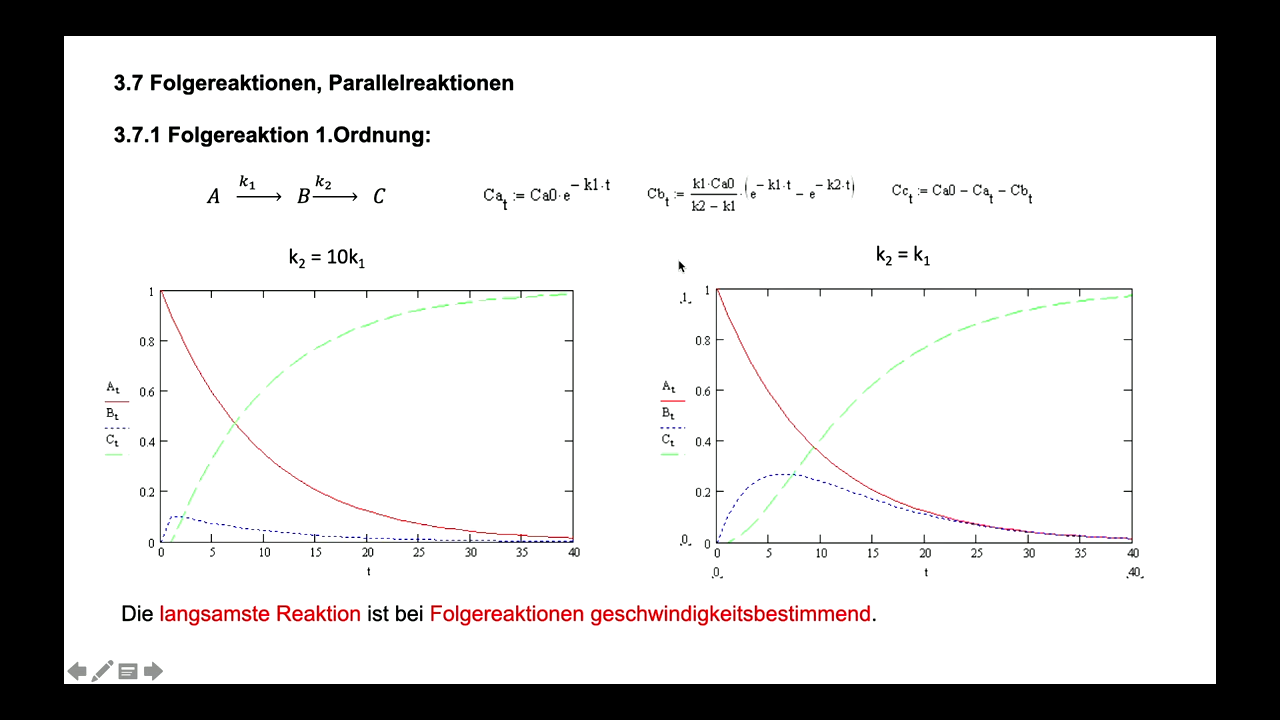 3.7 Folgereaktionen, Parallelreaktionen
3.7.1 Folgereaktion 1.Ordnung:
A k₁ → B k₂ → C
Ca_t := Ca0·e^(− k1·t)
Cb_t := k1·Ca0 / k2 − k1 · (e^(− k1·t) − e^(− k2·t))
Cc_t := Ca0 − Ca_t − Cb_t
k₂ = 10k₁
1
0.8
0.6
0.4
0.2
0
A_t
B_t
C_t
0 5 10 15 20 25 30 35 40
t
k₂ = k₁
.1.
1
0.8
0.6
0.4
0.2
0
.0.
A_t
B_t
C_t
0 5 10 15 20 25 30 35 40
.0. t .40.
Die langsamste Reaktion ist bei Folgereaktionen geschwindigkeitsbestimmend.